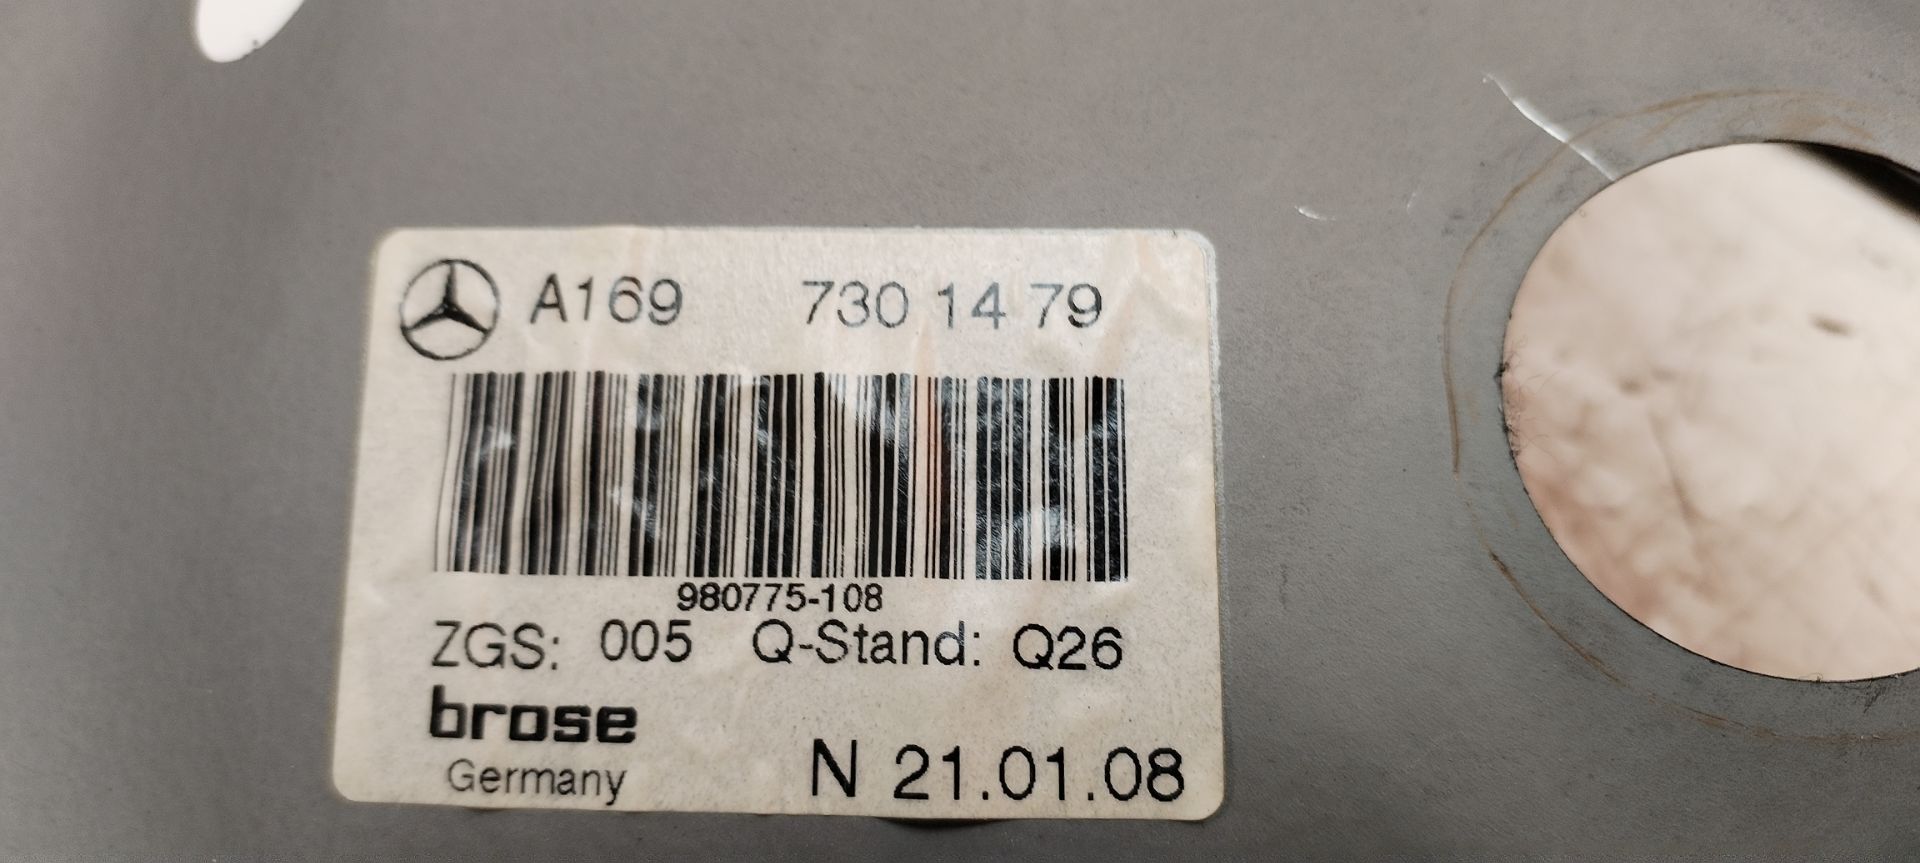 A169 730 14 79
980775-108
ZGS: 005 Q-Stand: Q26
brose
Germany
N 21.01.08